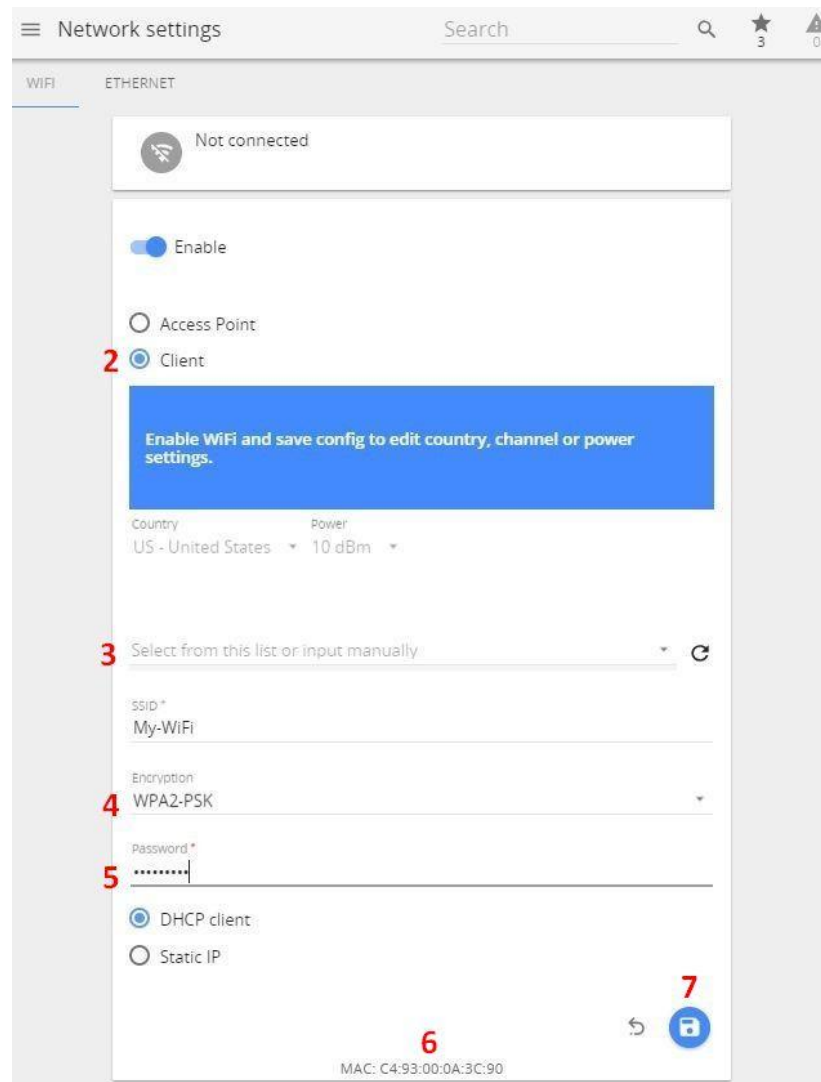 Network settings
Search
3
0
WIFI
ETHERNET
Not connected
Enable
Access Point
2
Client
Enable WiFi and save config to edit country, channel or power
settings.
Country
Power
US - United States
10 dBm
3
Select from this list or input manually
SSID *
My-WiFi
Encryption
4
WPA2-PSK
Password *
5
•••••••••
DHCP client
Static IP
7
6
MAC: C4:93:00:0A:3C:90